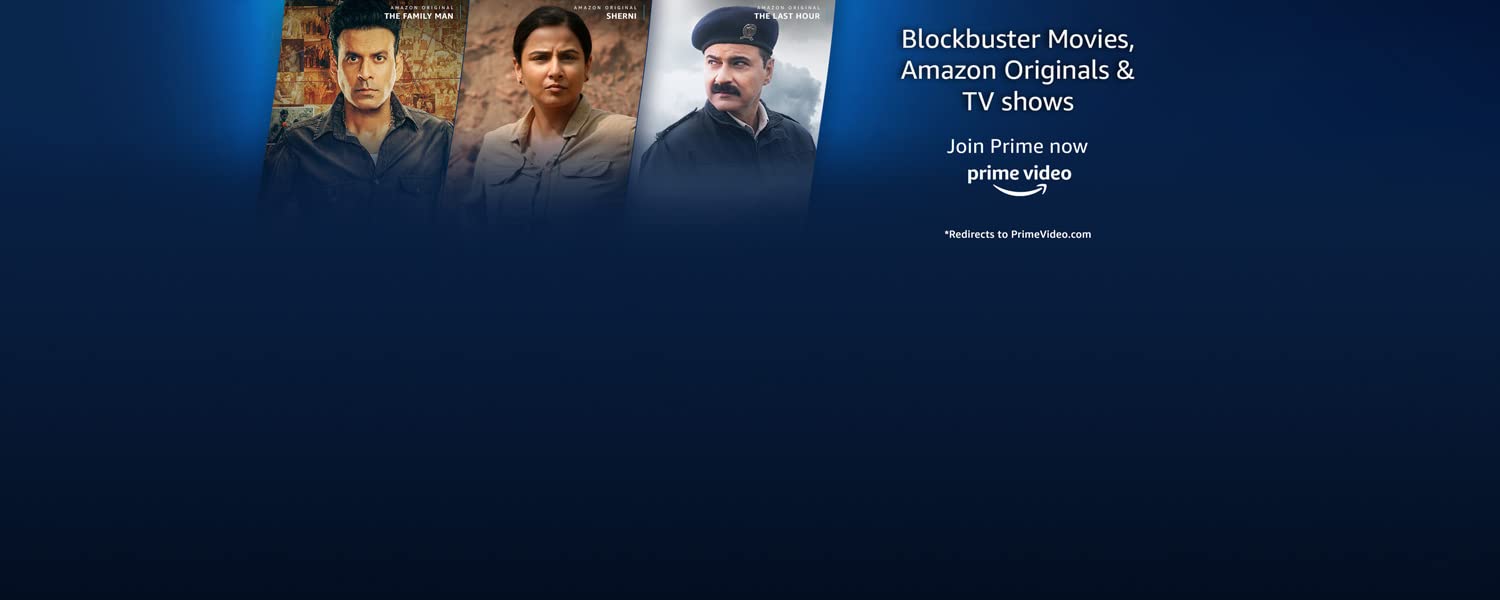 AMAZON ORIGINAL
THE FAMILY MAN
AMAZON ORIGINAL
SHERNI
AMAZON ORIGINAL
THE LAST HOUR
Blockbuster Movies,
Amazon Originals &
TV shows
Join Prime now
prime video
*Redirects to PrimeVideo.com